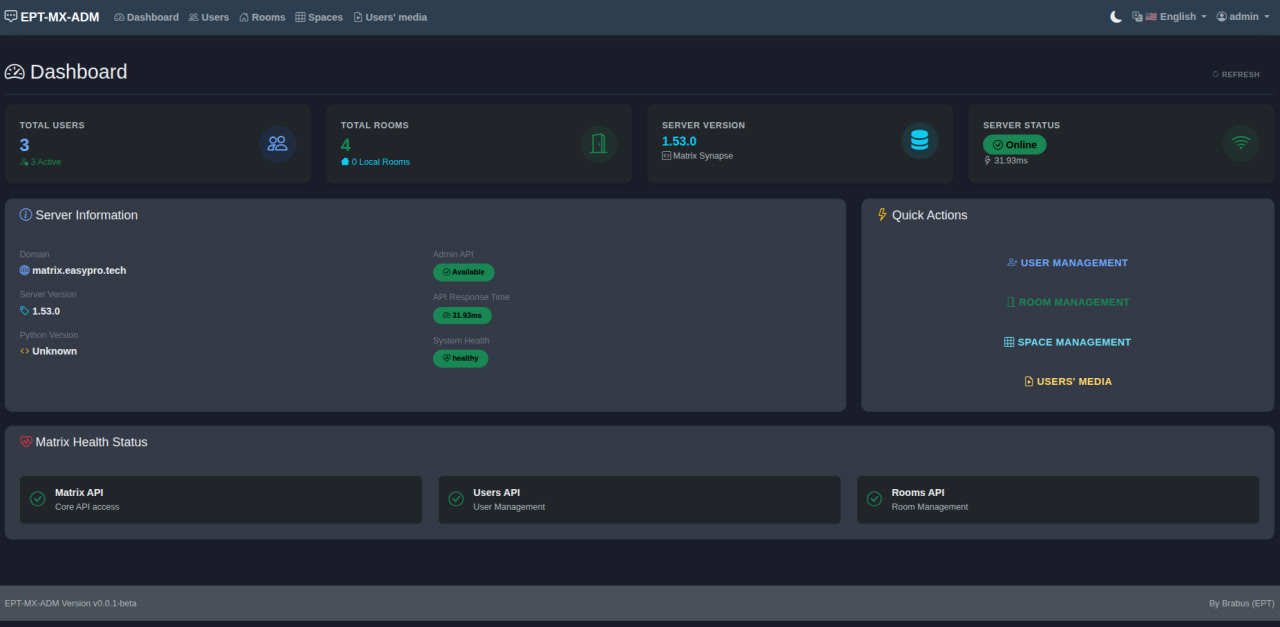 EPT-MX-ADM Dashboard Users Rooms Spaces Users' media English admin
Dashboard
REFRESH
TOTAL USERS
3
3 Active
TOTAL ROOMS
4
0 Local Rooms
SERVER VERSION
1.53.0
Matrix Synapse
SERVER STATUS
Online
31.93ms
Server Information
Domain
matrix.easypro.tech
Server Version
1.53.0
Python Version
Unknown
Admin API
Available
API Response Time
31.93ms
System Health
healthy
Quick Actions
USER MANAGEMENT
ROOM MANAGEMENT
SPACE MANAGEMENT
USERS' MEDIA
Matrix Health Status
Matrix API
Core API access
Users API
User Management
Rooms API
Room Management
EPT-MX-ADM Version v0.0.1-beta
By Brabus (EPT)